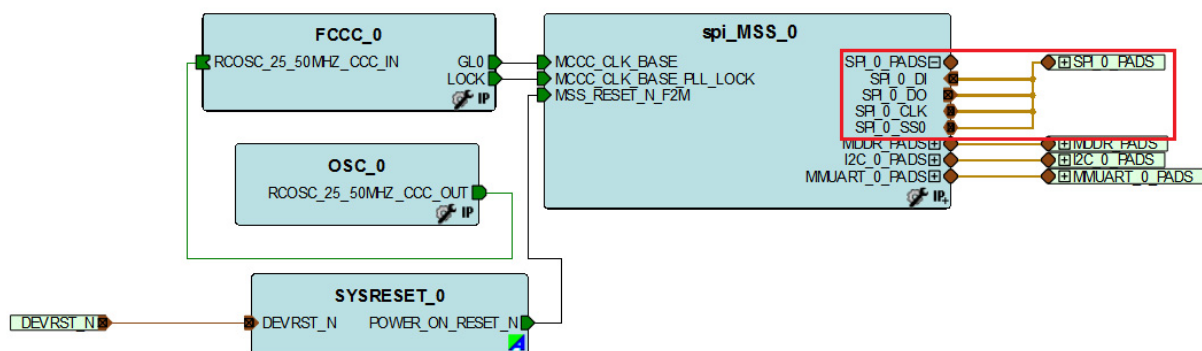 FCCC_0
RCOSC_25_50MHZ_CCC_IN
GL0
LOCK
IP
OSC_0
RCOSC_25_50MHZ_CCC_OUT
IP
SYSRESET_0
DEVRST_N
DEVRST_N
POWER_ON_RESET_N
spi_MSS_0
MCCC_CLK_BASE
MCCC_CLK_BASE_PLL_LOCK
MSS_RESET_N_F2M
SPI_0_PADS
SPI_0_DI
SPI_0_DO
SPI_0_CLK
SPI_0_SS0
MDDR_PADS
I2C_0_PADS
MMUART_0_PADS
IP+
SPI_0_PADS
MDDR_PADS
I2C_0_PADS
MMUART_0_PADS